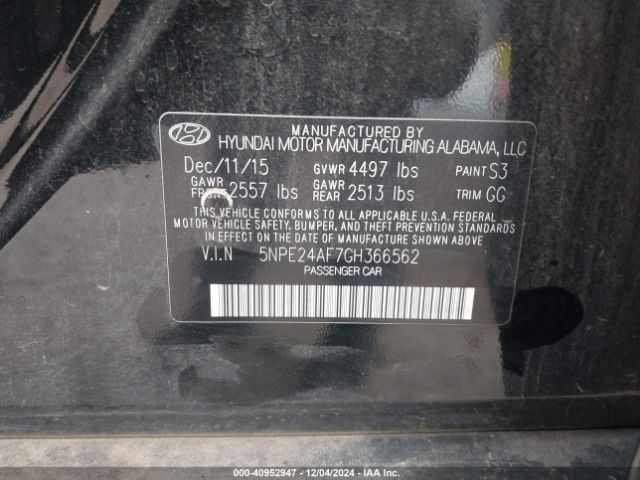 MANUFACTURED BY
HYUNDAI MOTOR MANUFACTURING ALABAMA, LLC
Dec/11/15 GVWR 4497 lbs PAINT S3
GAWR FRONT 2557 lbs GAWR REAR 2513 lbs TRIM GG
THIS VEHICLE CONFORMS TO ALL APPLICABLE U.S.A. FEDERAL
MOTOR VEHICLE SAFETY, BUMPER, AND THEFT PREVENTION
STANDARDS IN EFFECT ON THE DATE OF MANUFACTURE SHOWN ABOVE.
V.I.N 5NPE24AF7GH366562
PASSENGER CAR
000-40952947 - 12/04/2024 - IAA Inc.